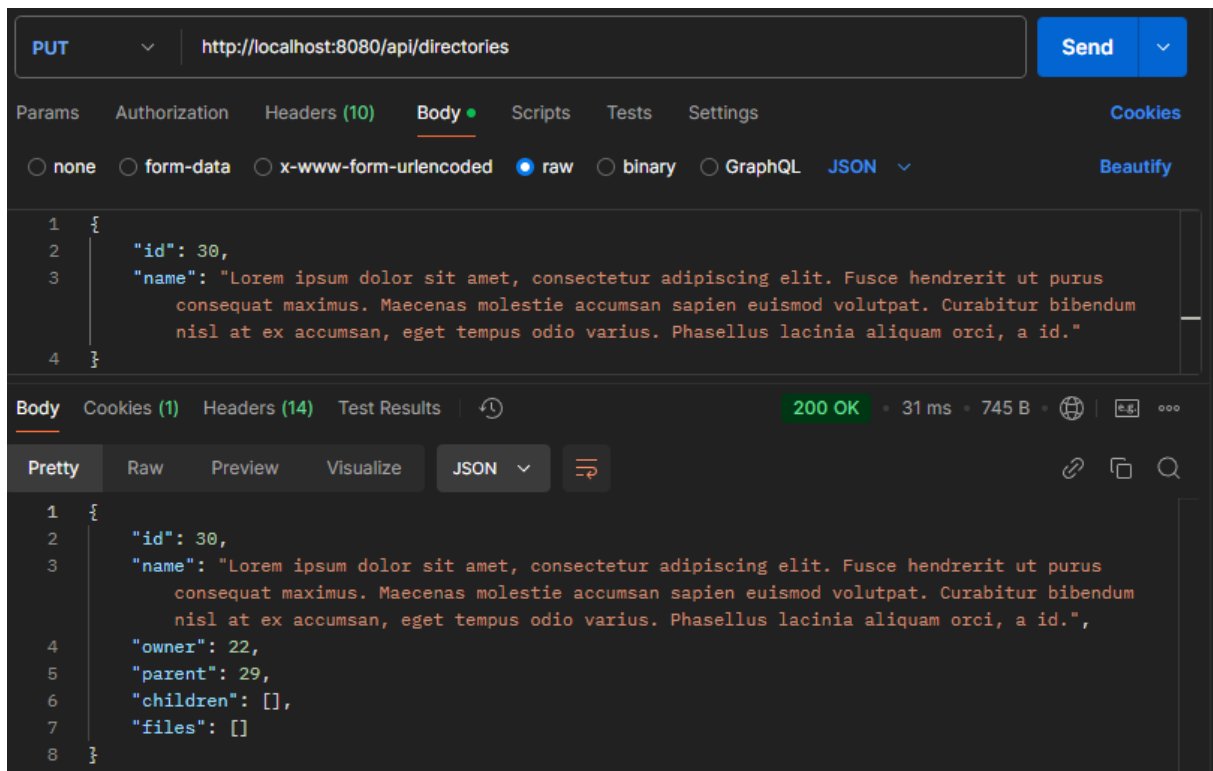 PUT http://localhost:8080/api/directories Send
Params Authorization Headers (10) Body Scripts Tests Settings Cookies
none form-data x-www-form-urlencoded raw binary GraphQL JSON Beautify
1 {
2 "id": 30,
3 "name": "Lorem ipsum dolor sit amet, consectetur adipiscing elit. Fusce hendrerit ut purus
consequat maximus. Maecenas molestie accumsan sapien euismod volutpat. Curabitur bibendum
nisl at ex accumsan, eget tempus odio varius. Phasellus lacinia aliquam orci, a id."
4 }
Body Cookies (1) Headers (14) Test Results 200 OK 31 ms 745 B e.g.
Pretty Raw Preview Visualize JSON
1 {
2 "id": 30,
3 "name": "Lorem ipsum dolor sit amet, consectetur adipiscing elit. Fusce hendrerit ut purus
consequat maximus. Maecenas molestie accumsan sapien euismod volutpat. Curabitur bibendum
nisl at ex accumsan, eget tempus odio varius. Phasellus lacinia aliquam orci, a id.",
4 "owner": 22,
5 "parent": 29,
6 "children": [],
7 "files": []
8 }